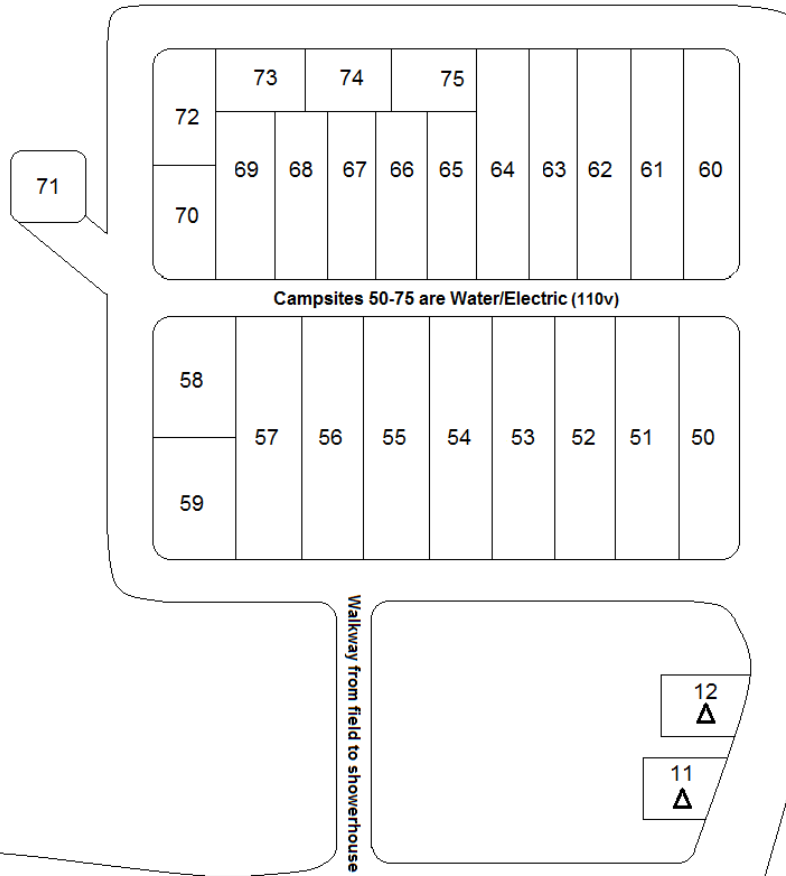 73 74 75
72
69 68 67 66 65 64 63 62 61 60
71
70
Campsites 50-75 are Water/Electric (110v)
58
57 56 55 54 53 52 51 50
59
Walkway from field to showerhouse
12
Δ
11
Δ